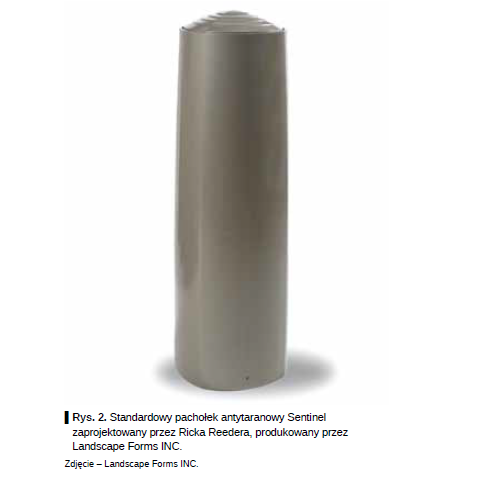 Rys. 2. Standardowy pachołek antytaranowy Sentinel
zaprojektowany przez Ricka Reedera, produkowany przez
Landscape Forms INC.
Zdjęcie – Landscape Forms INC.